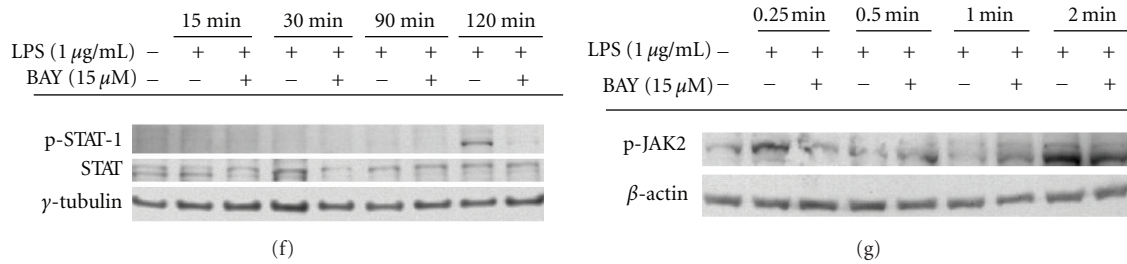 15 min 30 min 90 min 120 min
LPS (1 μg/mL) − + + + + + + + +
BAY (15 μM) − − + − + − + − +
p-STAT-1
STAT
γ-tubulin
(f)
0.25 min 0.5 min 1 min 2 min
LPS (1 μg/mL) − + + + + + + + +
BAY (15 μM) − − + − + − + − +
p-JAK2
β-actin
(g)